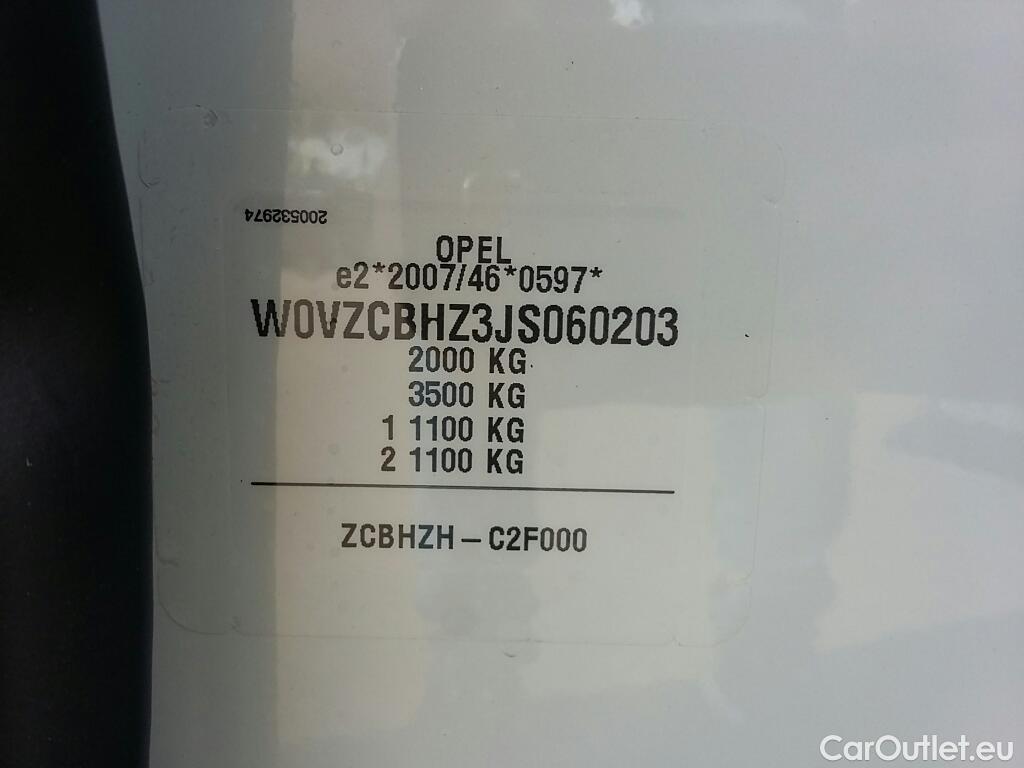 200532974
OPEL
e2*2007/46*0597*
W0VZCBHZ3JS060203
2000 KG
3500 KG
1 1100 KG
2 1100 KG
ZCBHZH – C2F000
CarOutlet.eu